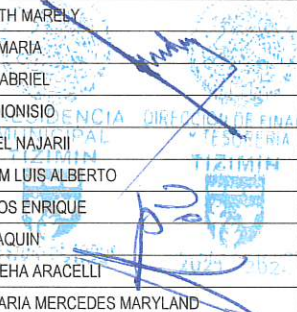 TH MARELY
MARIA
ABRIEL
IONISIO
EL NAJARII
M LUIS ALBERTO
OS ENRIQUE
AQUIN
EHA ARACELLI
ARIA MERCEDES MARYLAND
DENCIA
MUNICIPAL
TIZIMIN
DIRECCION DE FINA
Y TESORERIA
TIZIMIN